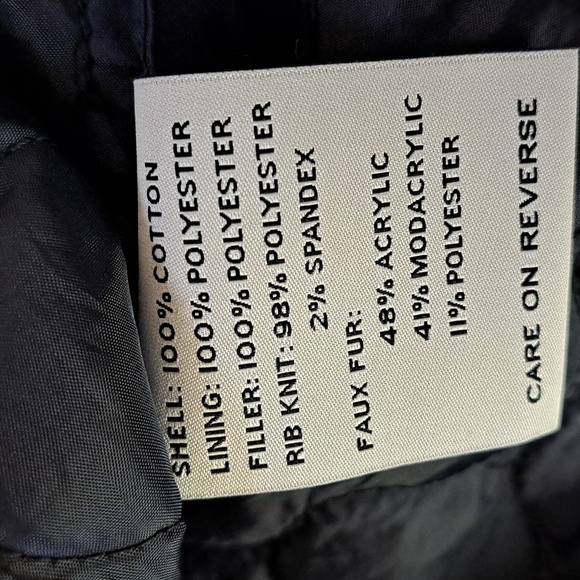 SHELL: 100% COTTON
LINING: 100% POLYESTER
FILLER: 100% POLYESTER
RIB KNIT: 98% POLYESTER
2% SPANDEX
FAUX FUR:
48% ACRYLIC
41% MODACRYLIC
11% POLYESTER
CARE ON REVERSE